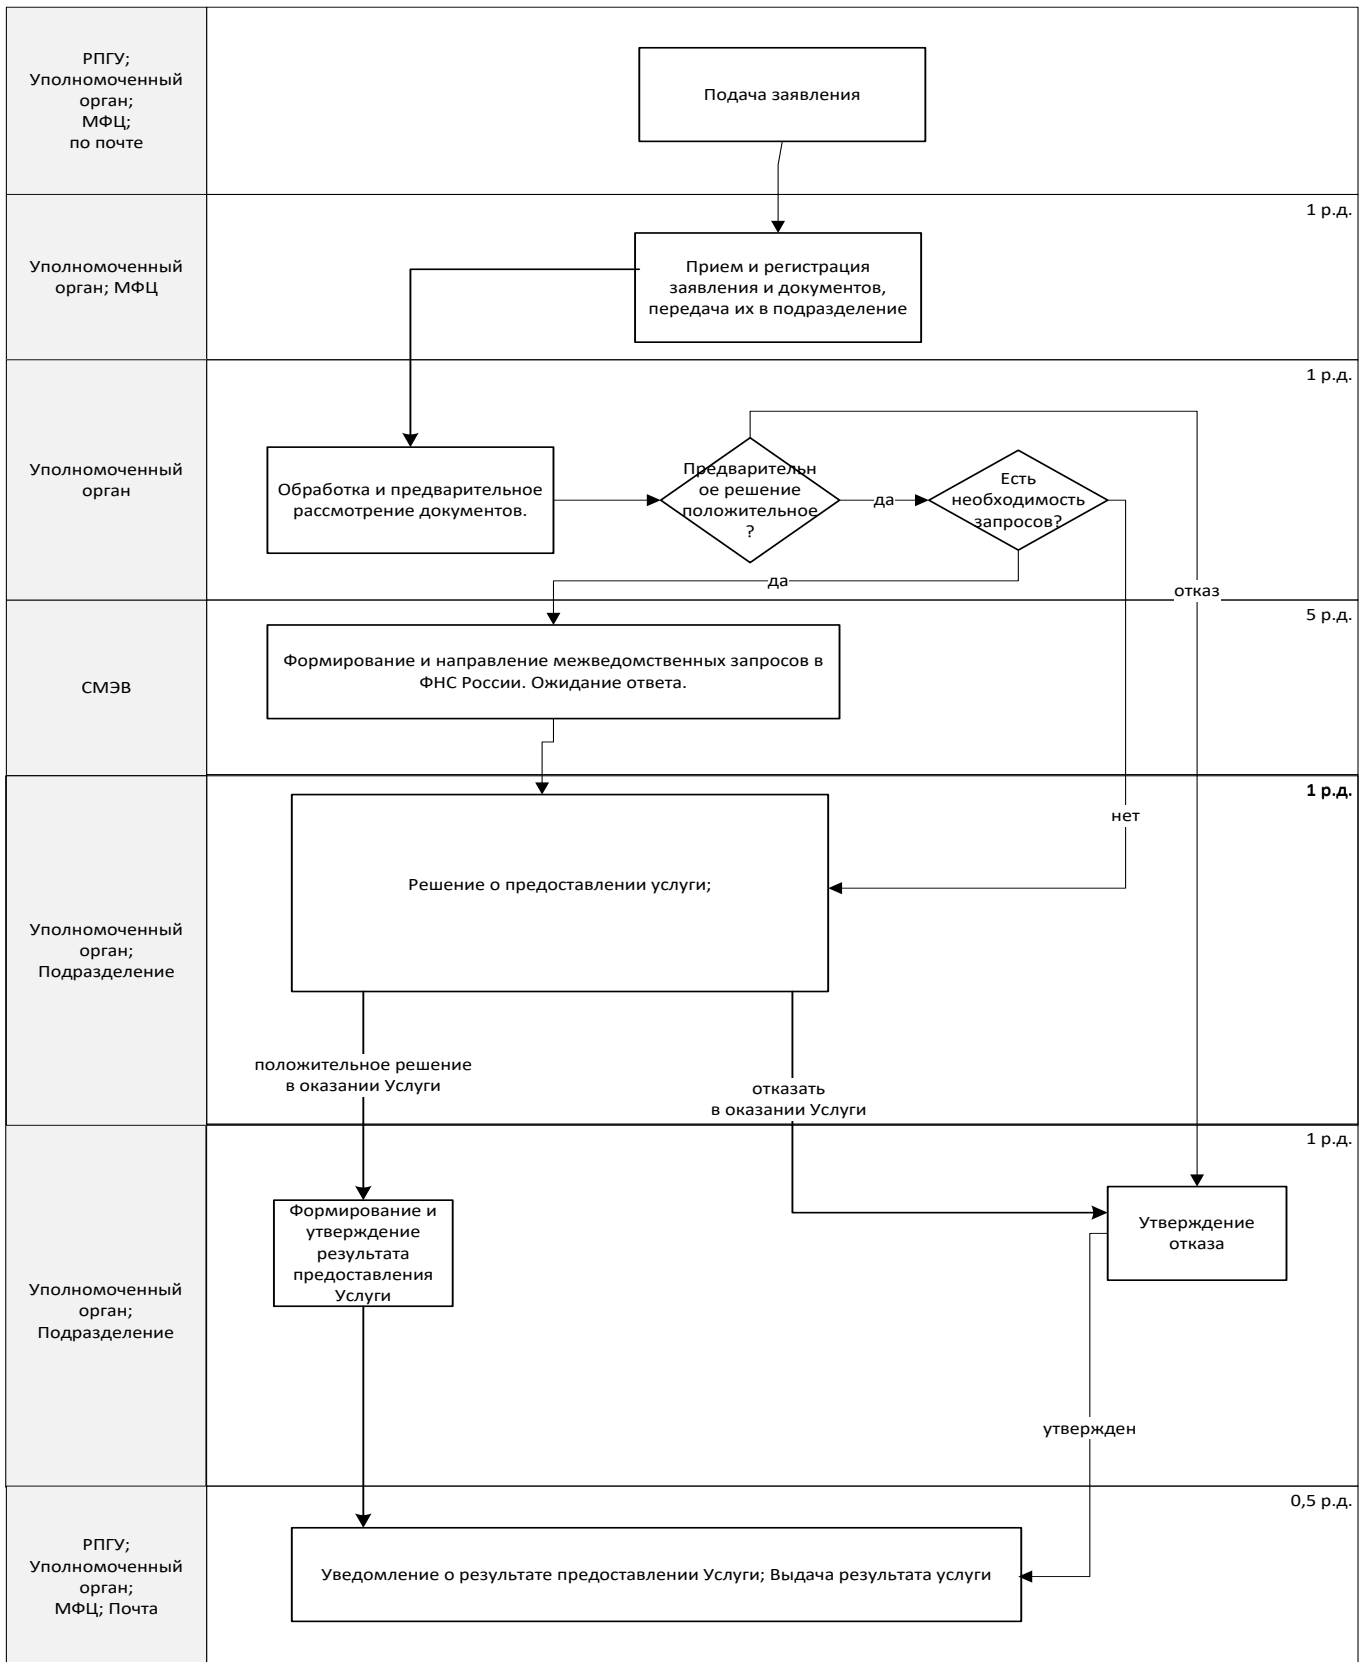 РПГУ;
Уполномоченный
орган;
МФЦ;
по почте
Подача заявления
1 р.д.
Уполномоченный
орган; МФЦ
Прием и регистрация
заявления и документов,
передача их в подразделение
1 р.д.
Уполномоченный
орган
Обработка и предварительное
рассмотрение документов.
Предварительн
ое решение
положительное
?
да
Есть
необходимость
запросов?
да
отказ
5 р.д.
СМЭВ
Формирование и направление межведомственных запросов в
ФНС России. Ожидание ответа.
1 р.д.
нет
Уполномоченный
орган;
Подразделение
Решение о предоставлении услуги;
положительное решение
в оказании Услуги
отказать
в оказании Услуги
1 р.д.
Уполномоченный
орган;
Подразделение
Формирование и
утверждение
результата
предоставления
Услуги
Утверждение
отказа
утвержден
0,5 р.д.
РПГУ;
Уполномоченный
орган;
МФЦ; Почта
Уведомление о результате предоставлении Услуги; Выдача результата услуги